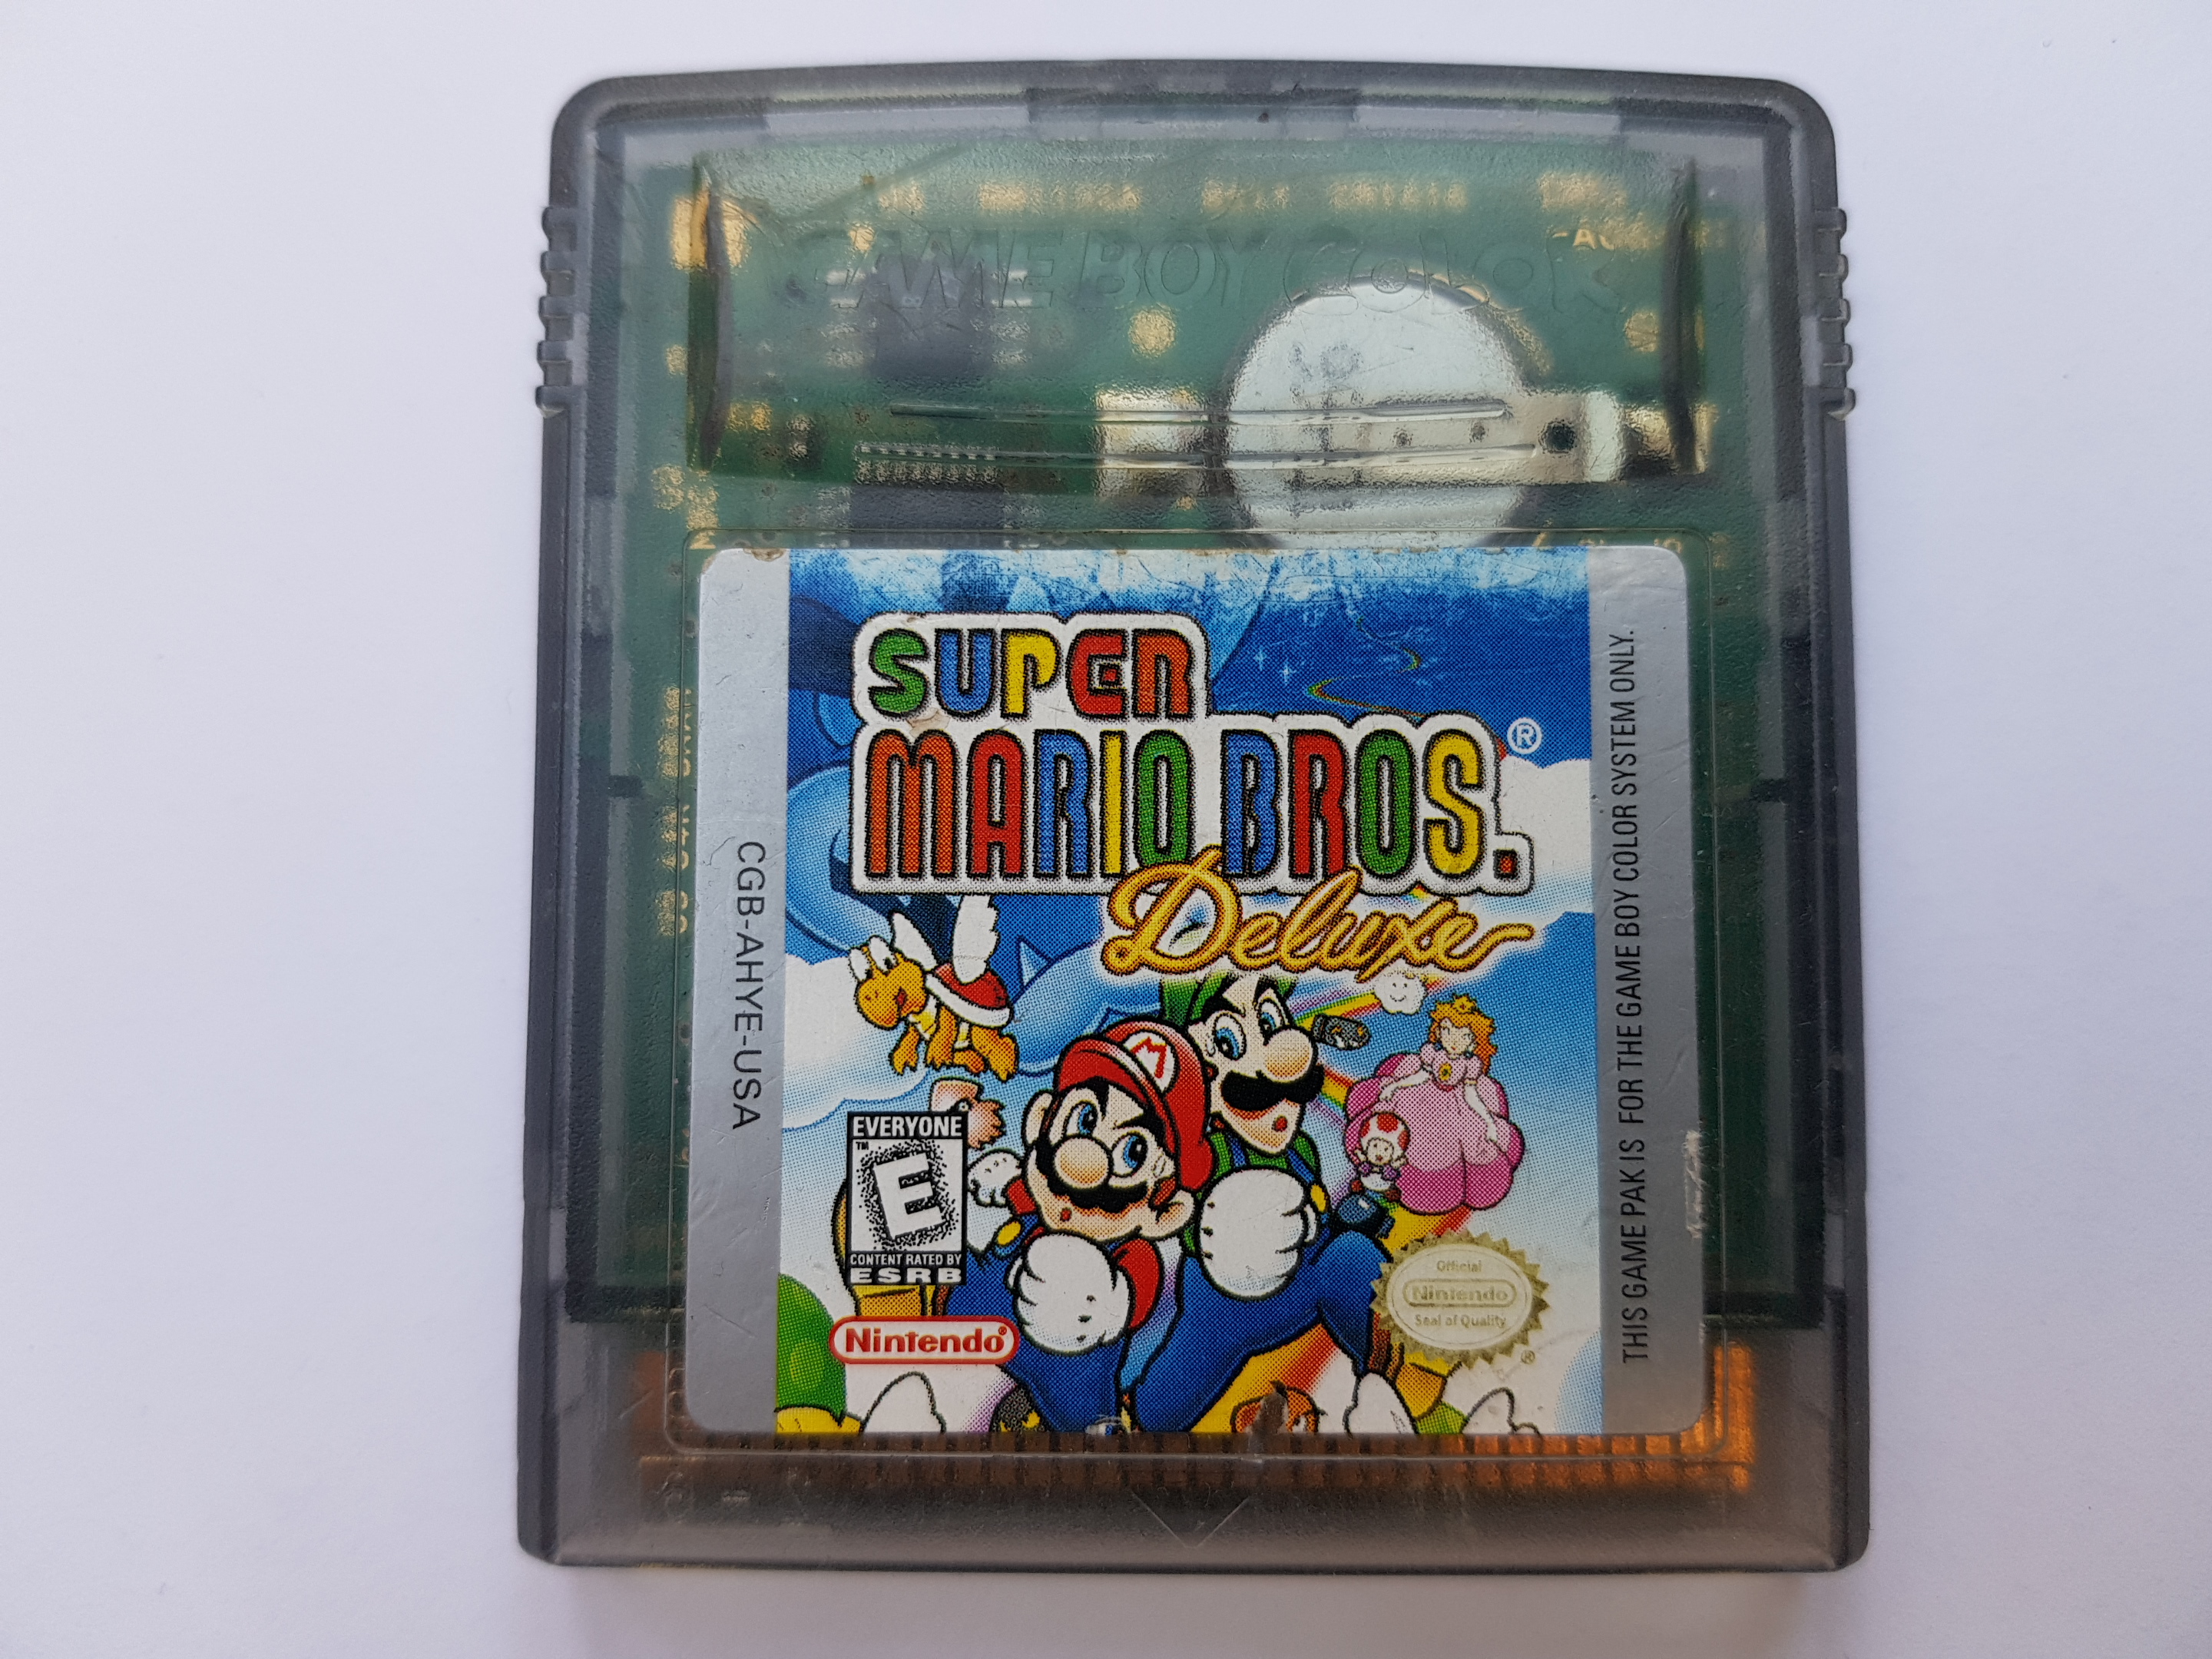 GAME BOY COLOR
SUPER
MARIO BROS.®
Deluxe
CGB-AHYE-USA
THIS GAME PAK IS FOR THE GAME BOY COLOR SYSTEM ONLY.
M
EVERYONE
™
E
CONTENT RATED BY
ESRB
Nintendo®
Official
Nintendo
Seal of Quality
®